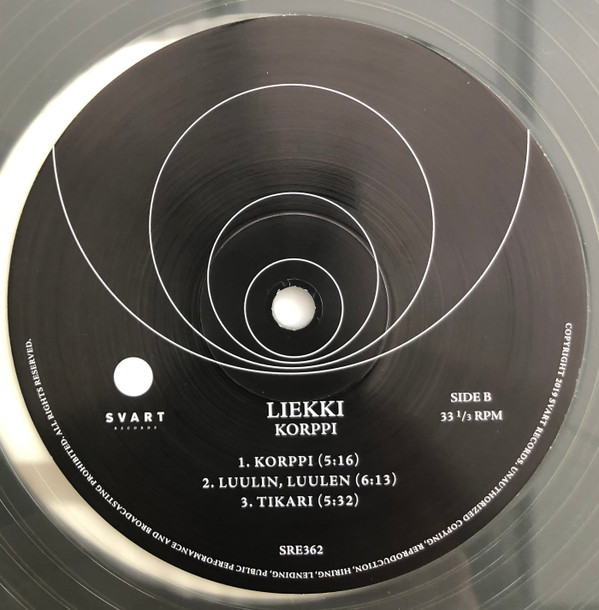 SVART
RECORDS
LIEKKI
KORPPI
SIDE B
33 1/3 RPM
1. KORPPI (5:16)
2. LUULIN, LUULEN (6:13)
3. TIKARI (5:32)
SRE362
COPYRIGHT 2019 SVART RECORDS. UNAUTHORIZED COPYING, REPRODUCTION, HIRING, LENDING, PUBLIC PERFORMANCE AND BROADCASTING PROHIBITED. ALL RIGHTS RESERVED.